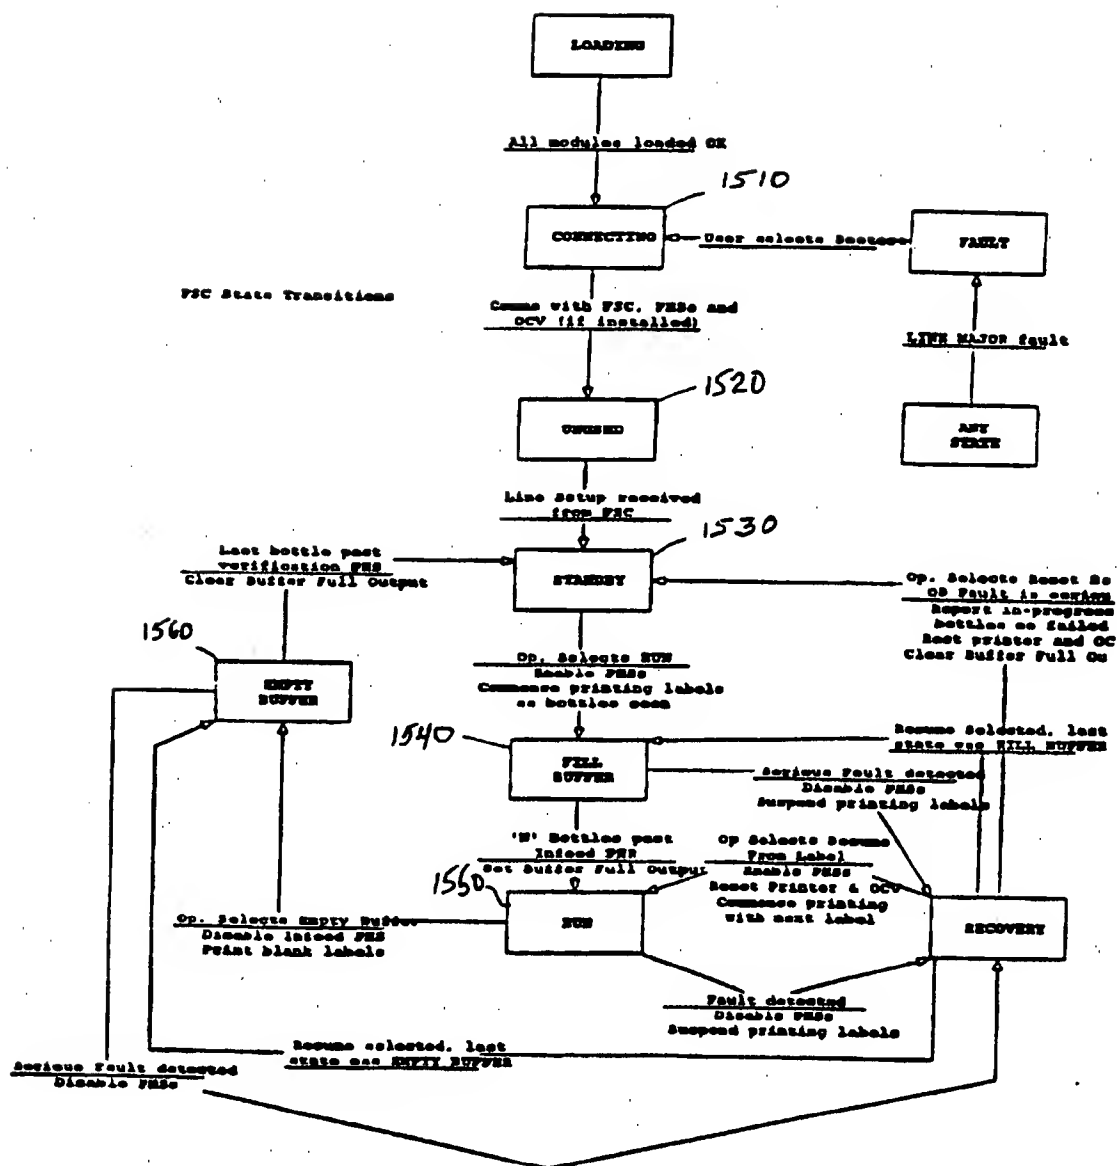 LOADING
All modules loaded OK
1510
CONNECTING
User selects Restore
FAULT
PSC State Transitions
Comms with FSC, PHSs and
OCV (if installed)
LINE MAJOR fault
1520
UNUSED
ANY
STATE
Line Setup received
from FSC
1530
Last bottle past
verification PHS
Clear Buffer Full Output
STANDBY
Op. Selects Reset
OR Fault is
Report in-progress
bottles as failed
Reset printer and OC
Clear Buffer Full Ou
1560
EMPTY
BUFFER
Op. Selects RUN
Enable PHSs
Commence printing labels
as bottles seen
1540
FILL
BUFFER
Resume Selected, last
state was FILL BUFFER
Serious Fault detected
Disable PHSs
Suspend printing labels
'N' Bottles past
Infeed PHS
Set Buffer Full Output
Op Selects Resume
From Label
Enable PHSs
Reset Printer & OCV
Commence printing
with next label
1550
RUN
RECOVERY
Op. Selects Empty Buffer
Disable Infeed PHS
Print blank labels
Fault detected
Disable PHSs
Suspend printing labels
Resume selected, last
state was EMPTY BUFFER
Serious Fault detected
Disable PHSs